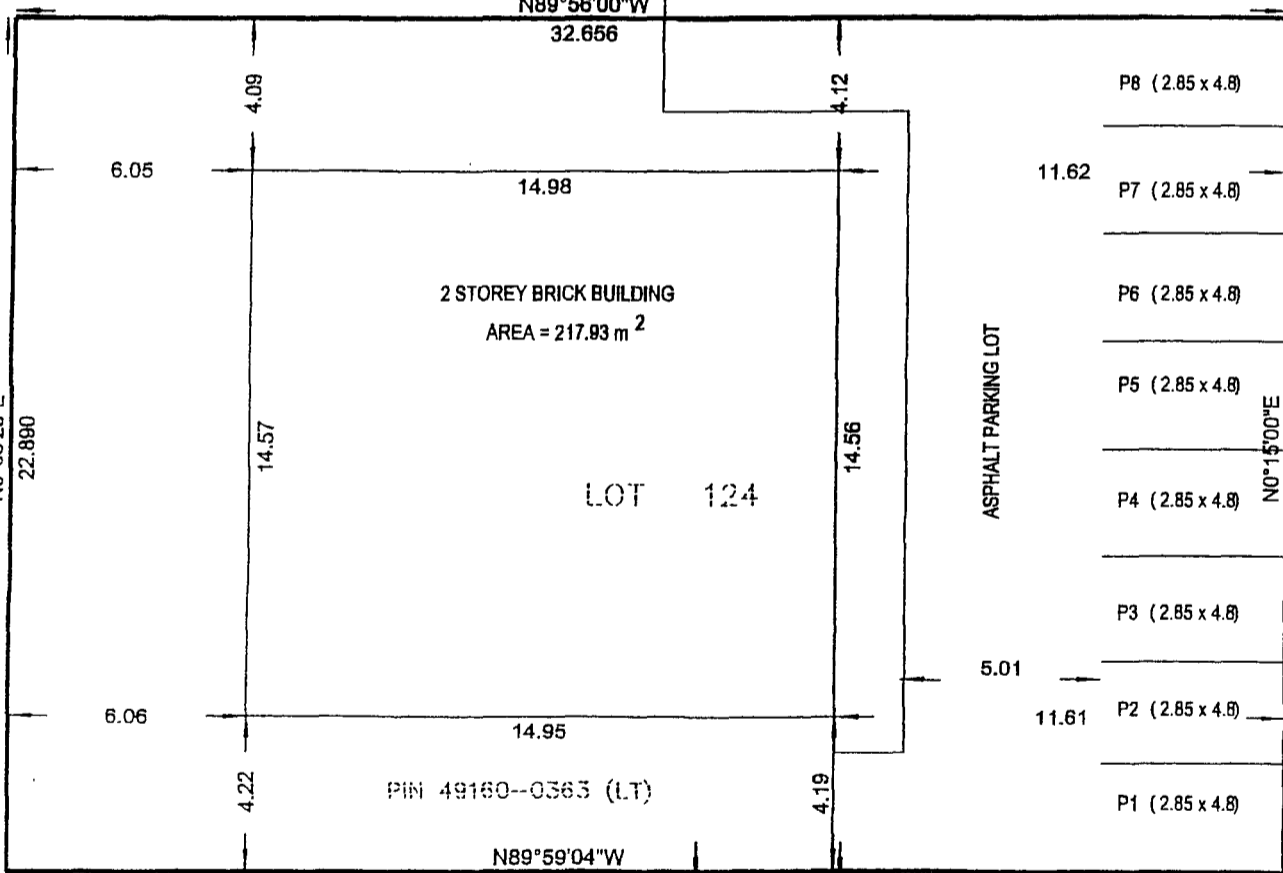 N89°56'00"W
32.656
4.09
4.12
P8 (2.85 x 4.8)
6.05
14.98
11.62
P7 (2.85 x 4.8)
2 STOREY BRICK BUILDING
AREA = 217.93 m 2
P6 (2.85 x 4.8)
P5 (2.85 x 4.8)
22.890
14.57
14.56
ASPHALT PARKING LOT
N0°15'00"E
LOT 124
P4 (2.85 x 4.8)
P3 (2.85 x 4.8)
5.01
6.06
14.95
11.61
P2 (2.85 x 4.8)
4.22
PIN 49160--0363 (LT)
4.19
P1 (2.85 x 4.8)
N89°59'04"W